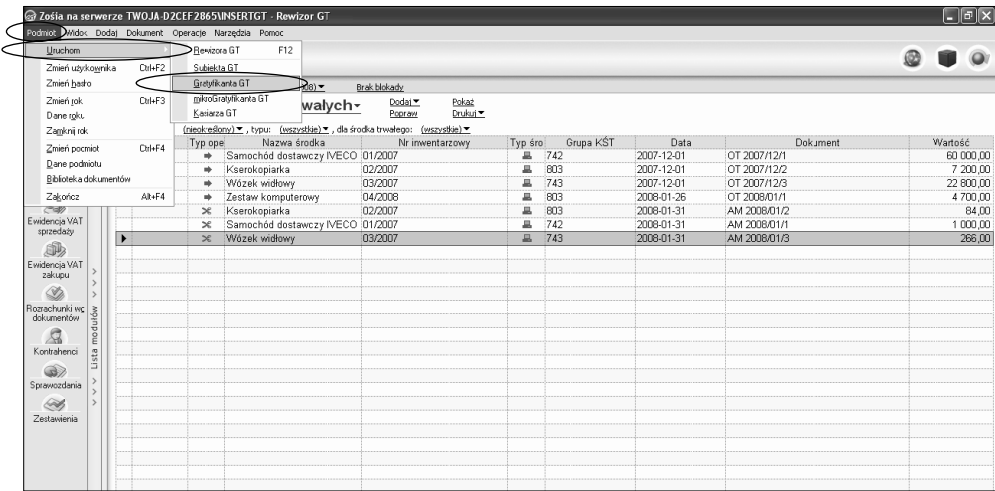 Zosia na serwerze TWOJA-D2CEF2865\INSERTGT - Rewizor GT
Podmiot Widok Dodaj Dokument Operacje Narzędzia Pomoc
Uruchom
Zmień użytkownika Ctrl+F2
Zmień hasło
Zmień rok Ctrl+F3
Dane roku
Zamknij rok
Zmień podmiot Ctrl+F4
Dane podmiotu
Biblioteka dokumentów
Zakończ Alt+F4
Rewizora GT F12
Subiekta GT
Gratyfikanta GT
mikroGratyfikanta GT
Kasiarza GT
008) Brak blokady
wałych Dodaj Pokaż
Popraw Drukuj
(nieokreślony) , typu: (wszystkie) , dla środka trwałego: (wszystkie)
Typ ope Nazwa środka Nr inwentarzowy Typ śro Grupa KŚT Data Dokument Wartość
Samochód dostawczy IVECO 01/2007 742 2007-12-01 OT 2007/12/1 60 000,00
Kserokopiarka 02/2007 803 2007-12-01 OT 2007/12/2 7 200,00
Wózek widłowy 03/2007 743 2007-12-01 OT 2007/12/3 22 800,00
Zestaw komputerowy 04/2008 803 2008-01-26 OT 2008/01/1 4 700,00
Kserokopiarka 02/2007 803 2008-01-31 AM 2008/01/2 84,00
Samochód dostawczy IVECO 01/2007 742 2008-01-31 AM 2008/01/1 1 000,00
Wózek widłowy 03/2007 743 2008-01-31 AM 2008/01/3 266,00
Ewidencja VAT
sprzedaży
Ewidencja VAT
zakupu
Rozrachunki wg
dokumentów
Kontrahenci
Sprawozdania
Zestawienia
Lista modułów